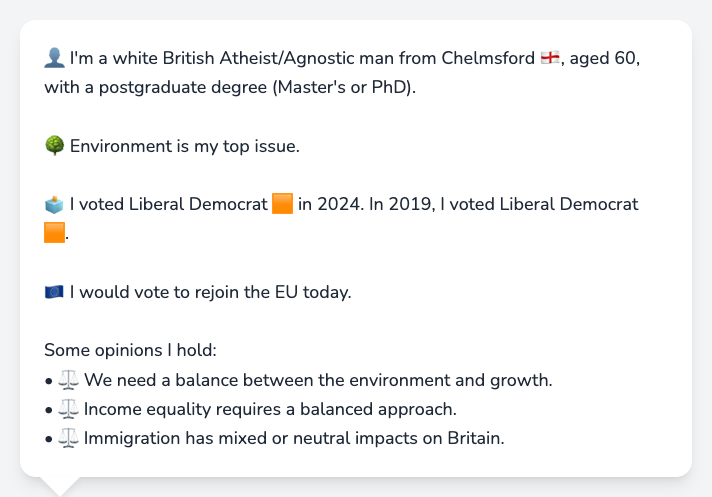 👤 I'm a white British Atheist/Agnostic man from Chelmsford 🏴󠁧󠁢󠁥󠁮󠁧󠁿, aged 60,
with a postgraduate degree (Master's or PhD).
🌳 Environment is my top issue.
🗳️ I voted Liberal Democrat 🟧 in 2024. In 2019, I voted Liberal Democrat
🟧.
🇪🇺 I would vote to rejoin the EU today.
Some opinions I hold:
• ⚖️ We need a balance between the environment and growth.
• ⚖️ Income equality requires a balanced approach.
• ⚖️ Immigration has mixed or neutral impacts on Britain.